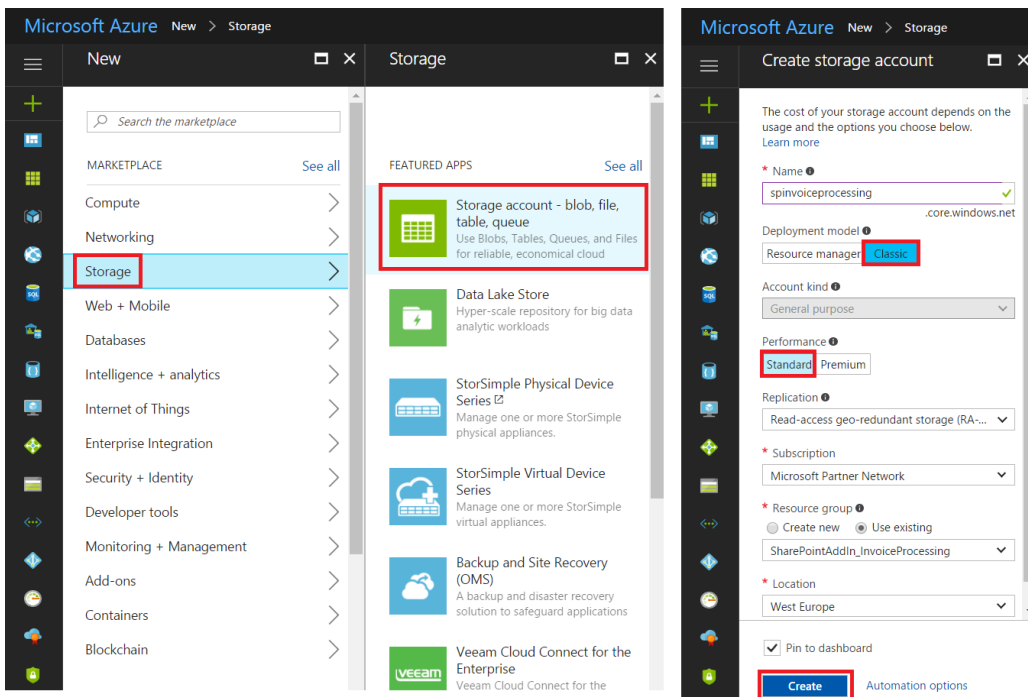 Microsoft Azure New > Storage
New
Search the marketplace
MARKETPLACE See all
Compute
Networking
Storage
Web + Mobile
Databases
Intelligence + analytics
Internet of Things
Enterprise Integration
Security + Identity
Developer tools
Monitoring + Management
Add-ons
Containers
Blockchain
Storage
FEATURED APPS See all
Storage account - blob, file,
table, queue
Use Blobs, Tables, Queues, and Files
for reliable, economical cloud
Data Lake Store
Hyper-scale repository for big data
analytic workloads
StorSimple Physical Device
Series
Manage one or more StorSimple
physical appliances.
StorSimple Virtual Device
Series
Manage one or more StorSimple
virtual appliances.
Backup and Site Recovery
(OMS)
A backup and disaster recovery
solution to safeguard applications
veeam
Veeam Cloud Connect for the
Enterprise
Veeam Cloud Connect for the
SQL
Microsoft Azure New > Storage
Create storage account
The cost of your storage account depends on the
usage and the options you choose below.
Learn more
* Name
spinvoiceprocessing
.core.windows.net
Deployment model
Resource manager Classic
Account kind
General purpose
Performance
Standard Premium
Replication
Read-access geo-redundant storage (RA-...
* Subscription
Microsoft Partner Network
* Resource group
Create new Use existing
SharePointAddIn_InvoiceProcessing
* Location
West Europe
Pin to dashboard
Create Automation options
SQL